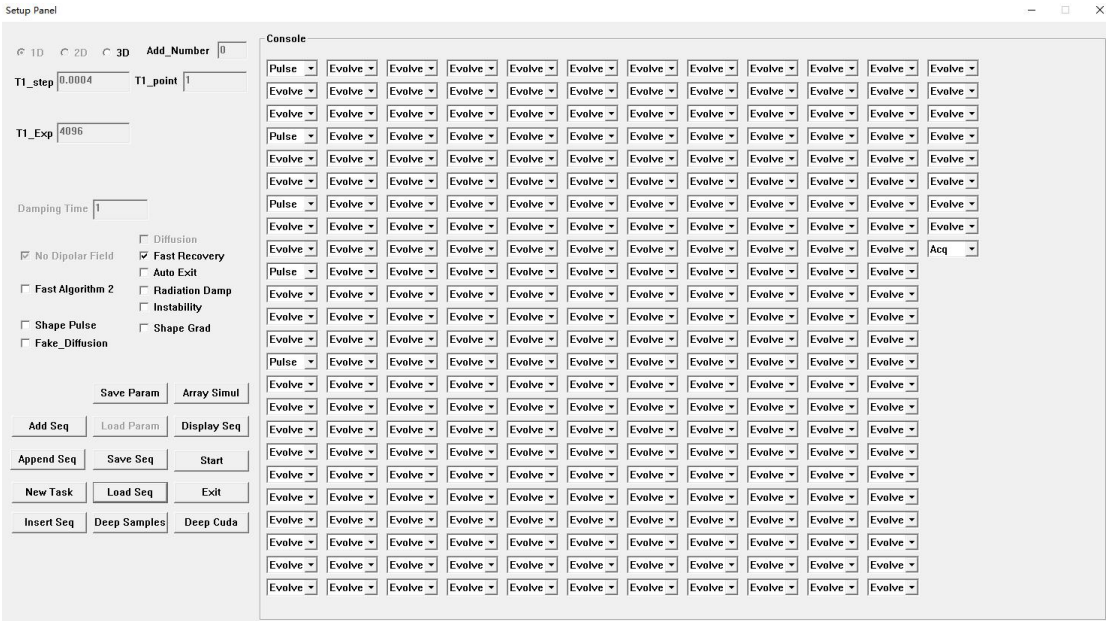 Setup Panel
1D 2D 3D Add_Number 0
T1_step 0.0004 T1_point 1
T1_Exp 4096
Damping Time 1
Diffusion
No Dipolar Field Fast Recovery
Auto Exit
Fast Algorithm 2 Radiation Damp
Instability
Shape Pulse Shape Grad
Fake_Diffusion
Save Param Array Simul
Add Seq Load Param Display Seq
Append Seq Save Seq Start
New Task Load Seq Exit
Insert Seq Deep Samples Deep Cuda
Console
Pulse Evolve Evolve Evolve Evolve Evolve Evolve Evolve Evolve Evolve Evolve Evolve
Evolve Evolve Evolve Evolve Evolve Evolve Evolve Evolve Evolve Evolve Evolve Evolve
Evolve Evolve Evolve Evolve Evolve Evolve Evolve Evolve Evolve Evolve Evolve Evolve
Pulse Evolve Evolve Evolve Evolve Evolve Evolve Evolve Evolve Evolve Evolve Evolve
Evolve Evolve Evolve Evolve Evolve Evolve Evolve Evolve Evolve Evolve Evolve Evolve
Evolve Evolve Evolve Evolve Evolve Evolve Evolve Evolve Evolve Evolve Evolve Evolve
Pulse Evolve Evolve Evolve Evolve Evolve Evolve Evolve Evolve Evolve Evolve Evolve
Evolve Evolve Evolve Evolve Evolve Evolve Evolve Evolve Evolve Evolve Evolve Evolve
Evolve Evolve Evolve Evolve Evolve Evolve Evolve Evolve Evolve Evolve Evolve Acq
Pulse Evolve Evolve Evolve Evolve Evolve Evolve Evolve Evolve Evolve Evolve
Evolve Evolve Evolve Evolve Evolve Evolve Evolve Evolve Evolve Evolve Evolve
Evolve Evolve Evolve Evolve Evolve Evolve Evolve Evolve Evolve Evolve Evolve
Evolve Evolve Evolve Evolve Evolve Evolve Evolve Evolve Evolve Evolve Evolve
Pulse Evolve Evolve Evolve Evolve Evolve Evolve Evolve Evolve Evolve Evolve
Evolve Evolve Evolve Evolve Evolve Evolve Evolve Evolve Evolve Evolve Evolve
Evolve Evolve Evolve Evolve Evolve Evolve Evolve Evolve Evolve Evolve Evolve
Evolve Evolve Evolve Evolve Evolve Evolve Evolve Evolve Evolve Evolve Evolve
Evolve Evolve Evolve Evolve Evolve Evolve Evolve Evolve Evolve Evolve Evolve
Evolve Evolve Evolve Evolve Evolve Evolve Evolve Evolve Evolve Evolve Evolve
Evolve Evolve Evolve Evolve Evolve Evolve Evolve Evolve Evolve Evolve Evolve
Evolve Evolve Evolve Evolve Evolve Evolve Evolve Evolve Evolve Evolve Evolve
Evolve Evolve Evolve Evolve Evolve Evolve Evolve Evolve Evolve Evolve Evolve
Evolve Evolve Evolve Evolve Evolve Evolve Evolve Evolve Evolve Evolve Evolve
Evolve Evolve Evolve Evolve Evolve Evolve Evolve Evolve Evolve Evolve Evolve